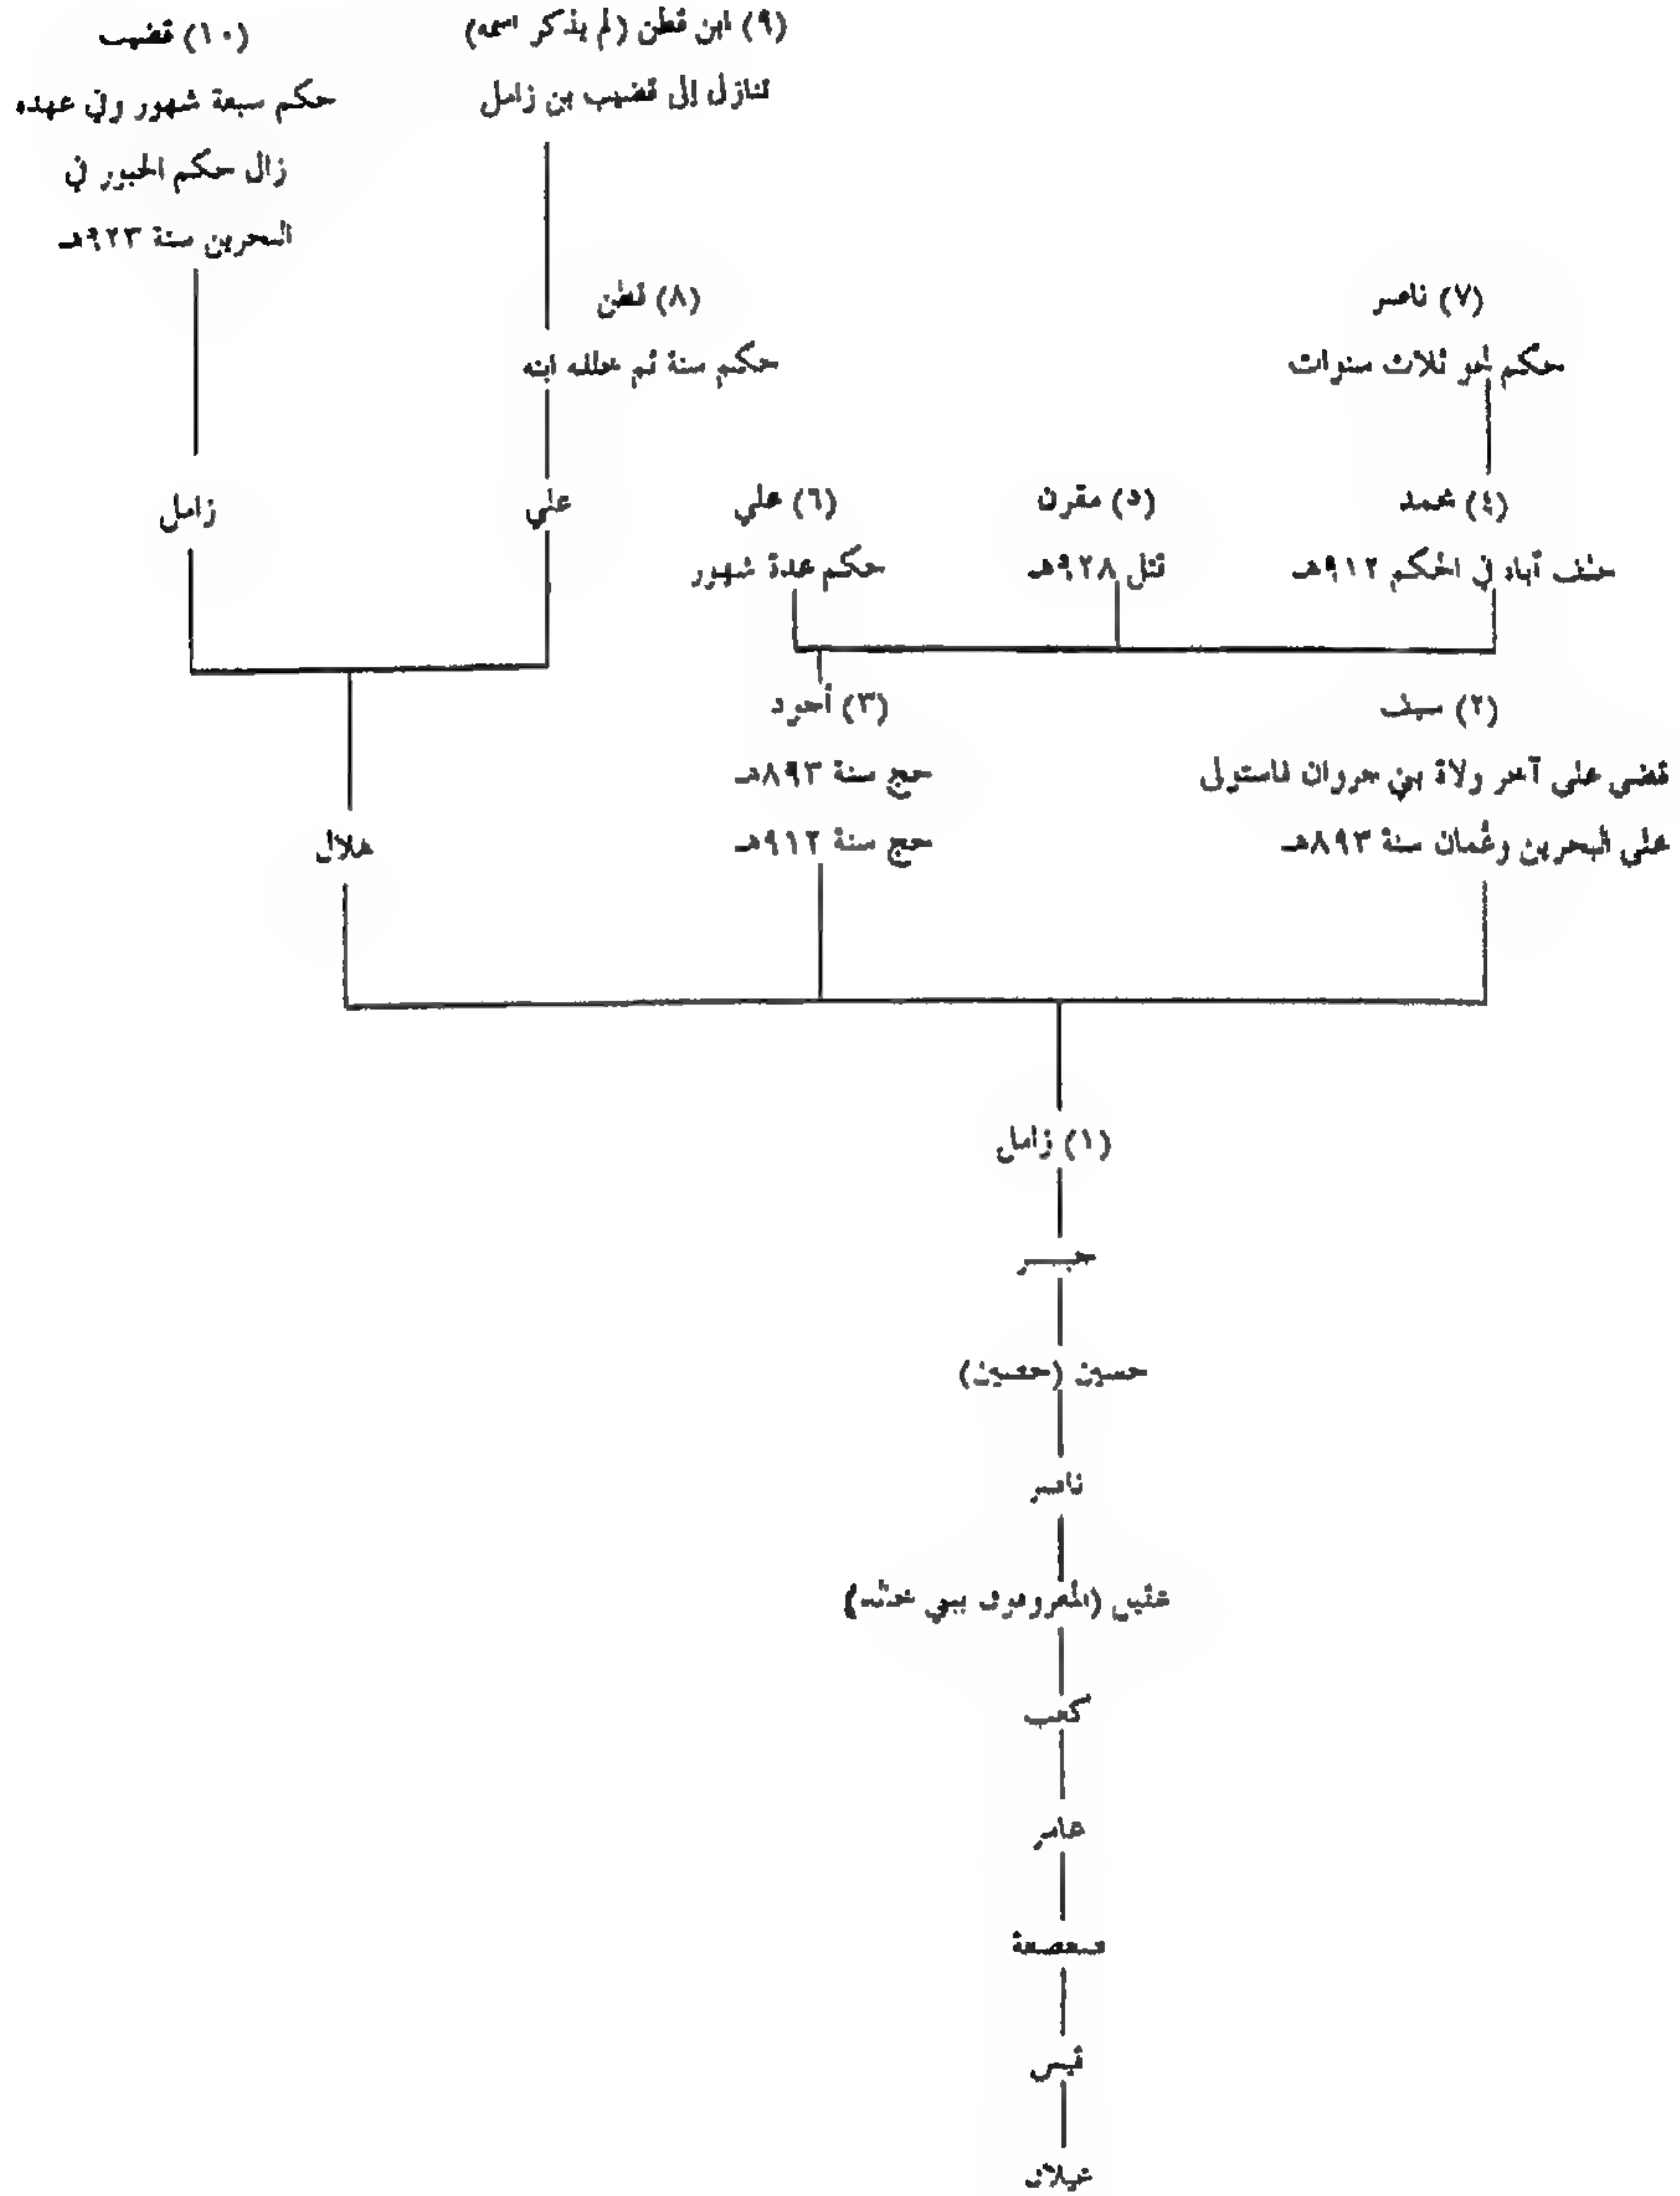 (١٠) قضيب
حكم سبعة شهور وفي عهده
زال حكم الجبور في
البحرين سنة ٩٢٣هـ
(٩) ابن قطن (لم يذكر اسمه)
تنازل إلى قضيب بن زامل
(٨) قطن
حكم سنة ثم خلفه ابنه
(٧) ناصر
حكم نحو ثلاث سنوات
زامل
علي
(٦) علي
حكم عدة شهور
(٥) مقرن
قتل ٩٢٨هـ
(٤) محمد
خلف أباه في الحكم ٩١٢هـ
(٣) أجود
حج سنة ٨٩٣هـ
حج سنة ٩١٢هـ
(٢) سيف
قضى على آخر ولاة بني جروان فاستولى
على البحرين وعُمان سنة ٨٩٣هـ
هلال
(١) زامل
جبر
حسين (حصين)
ناصر
عقيل (المعروف ببني
كعب
عامر
صعصعة
قيس
عيلان